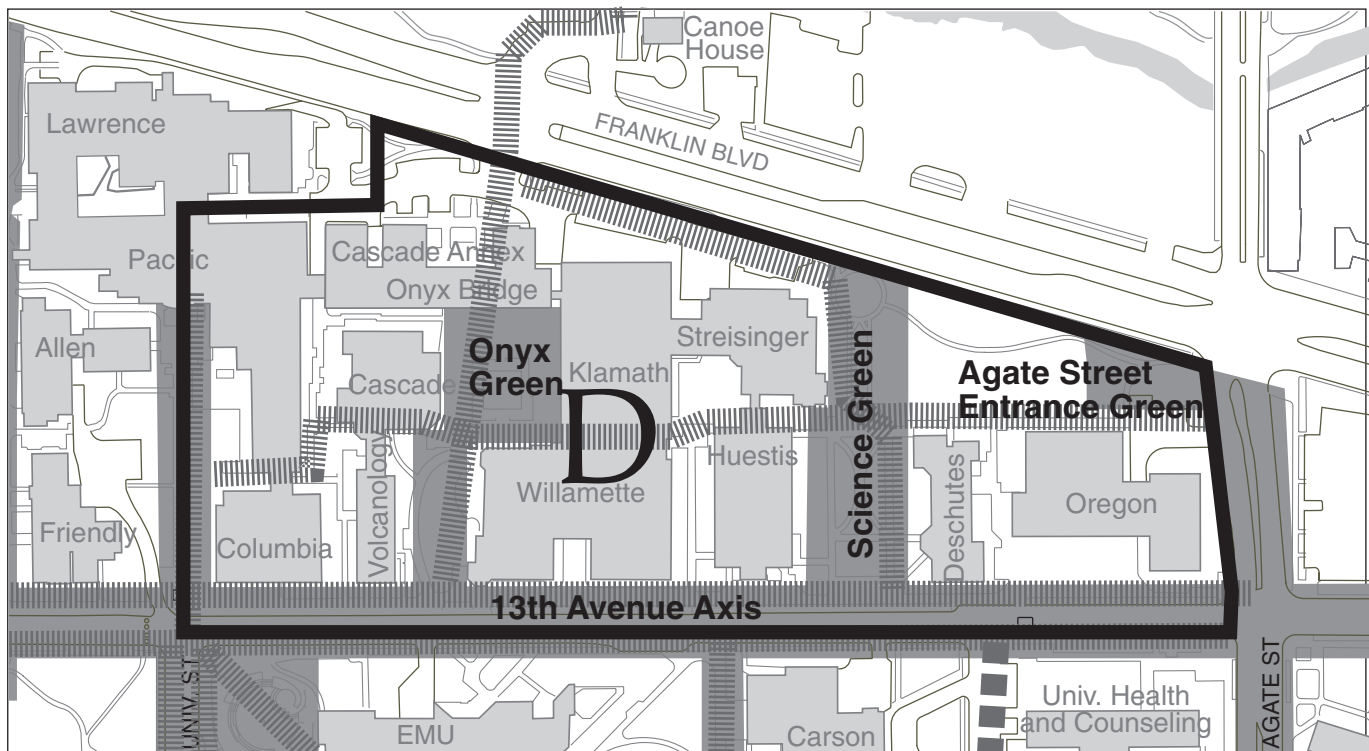 Canoe
House
Lawrence
FRANKLIN BLVD
Pacific
Cascade Annex
Onyx Bridge
Allen
Onyx
Green
Streisinger
Klamath
Cascade
Science Green
Agate Street
Entrance Green
D
Volcanology
Huestis
Willamette
Deschutes
Oregon
Friendly
Columbia
13th Avenue Axis
UNIV. ST
AGATE ST
EMU
Carson
Univ. Health
and Counseling